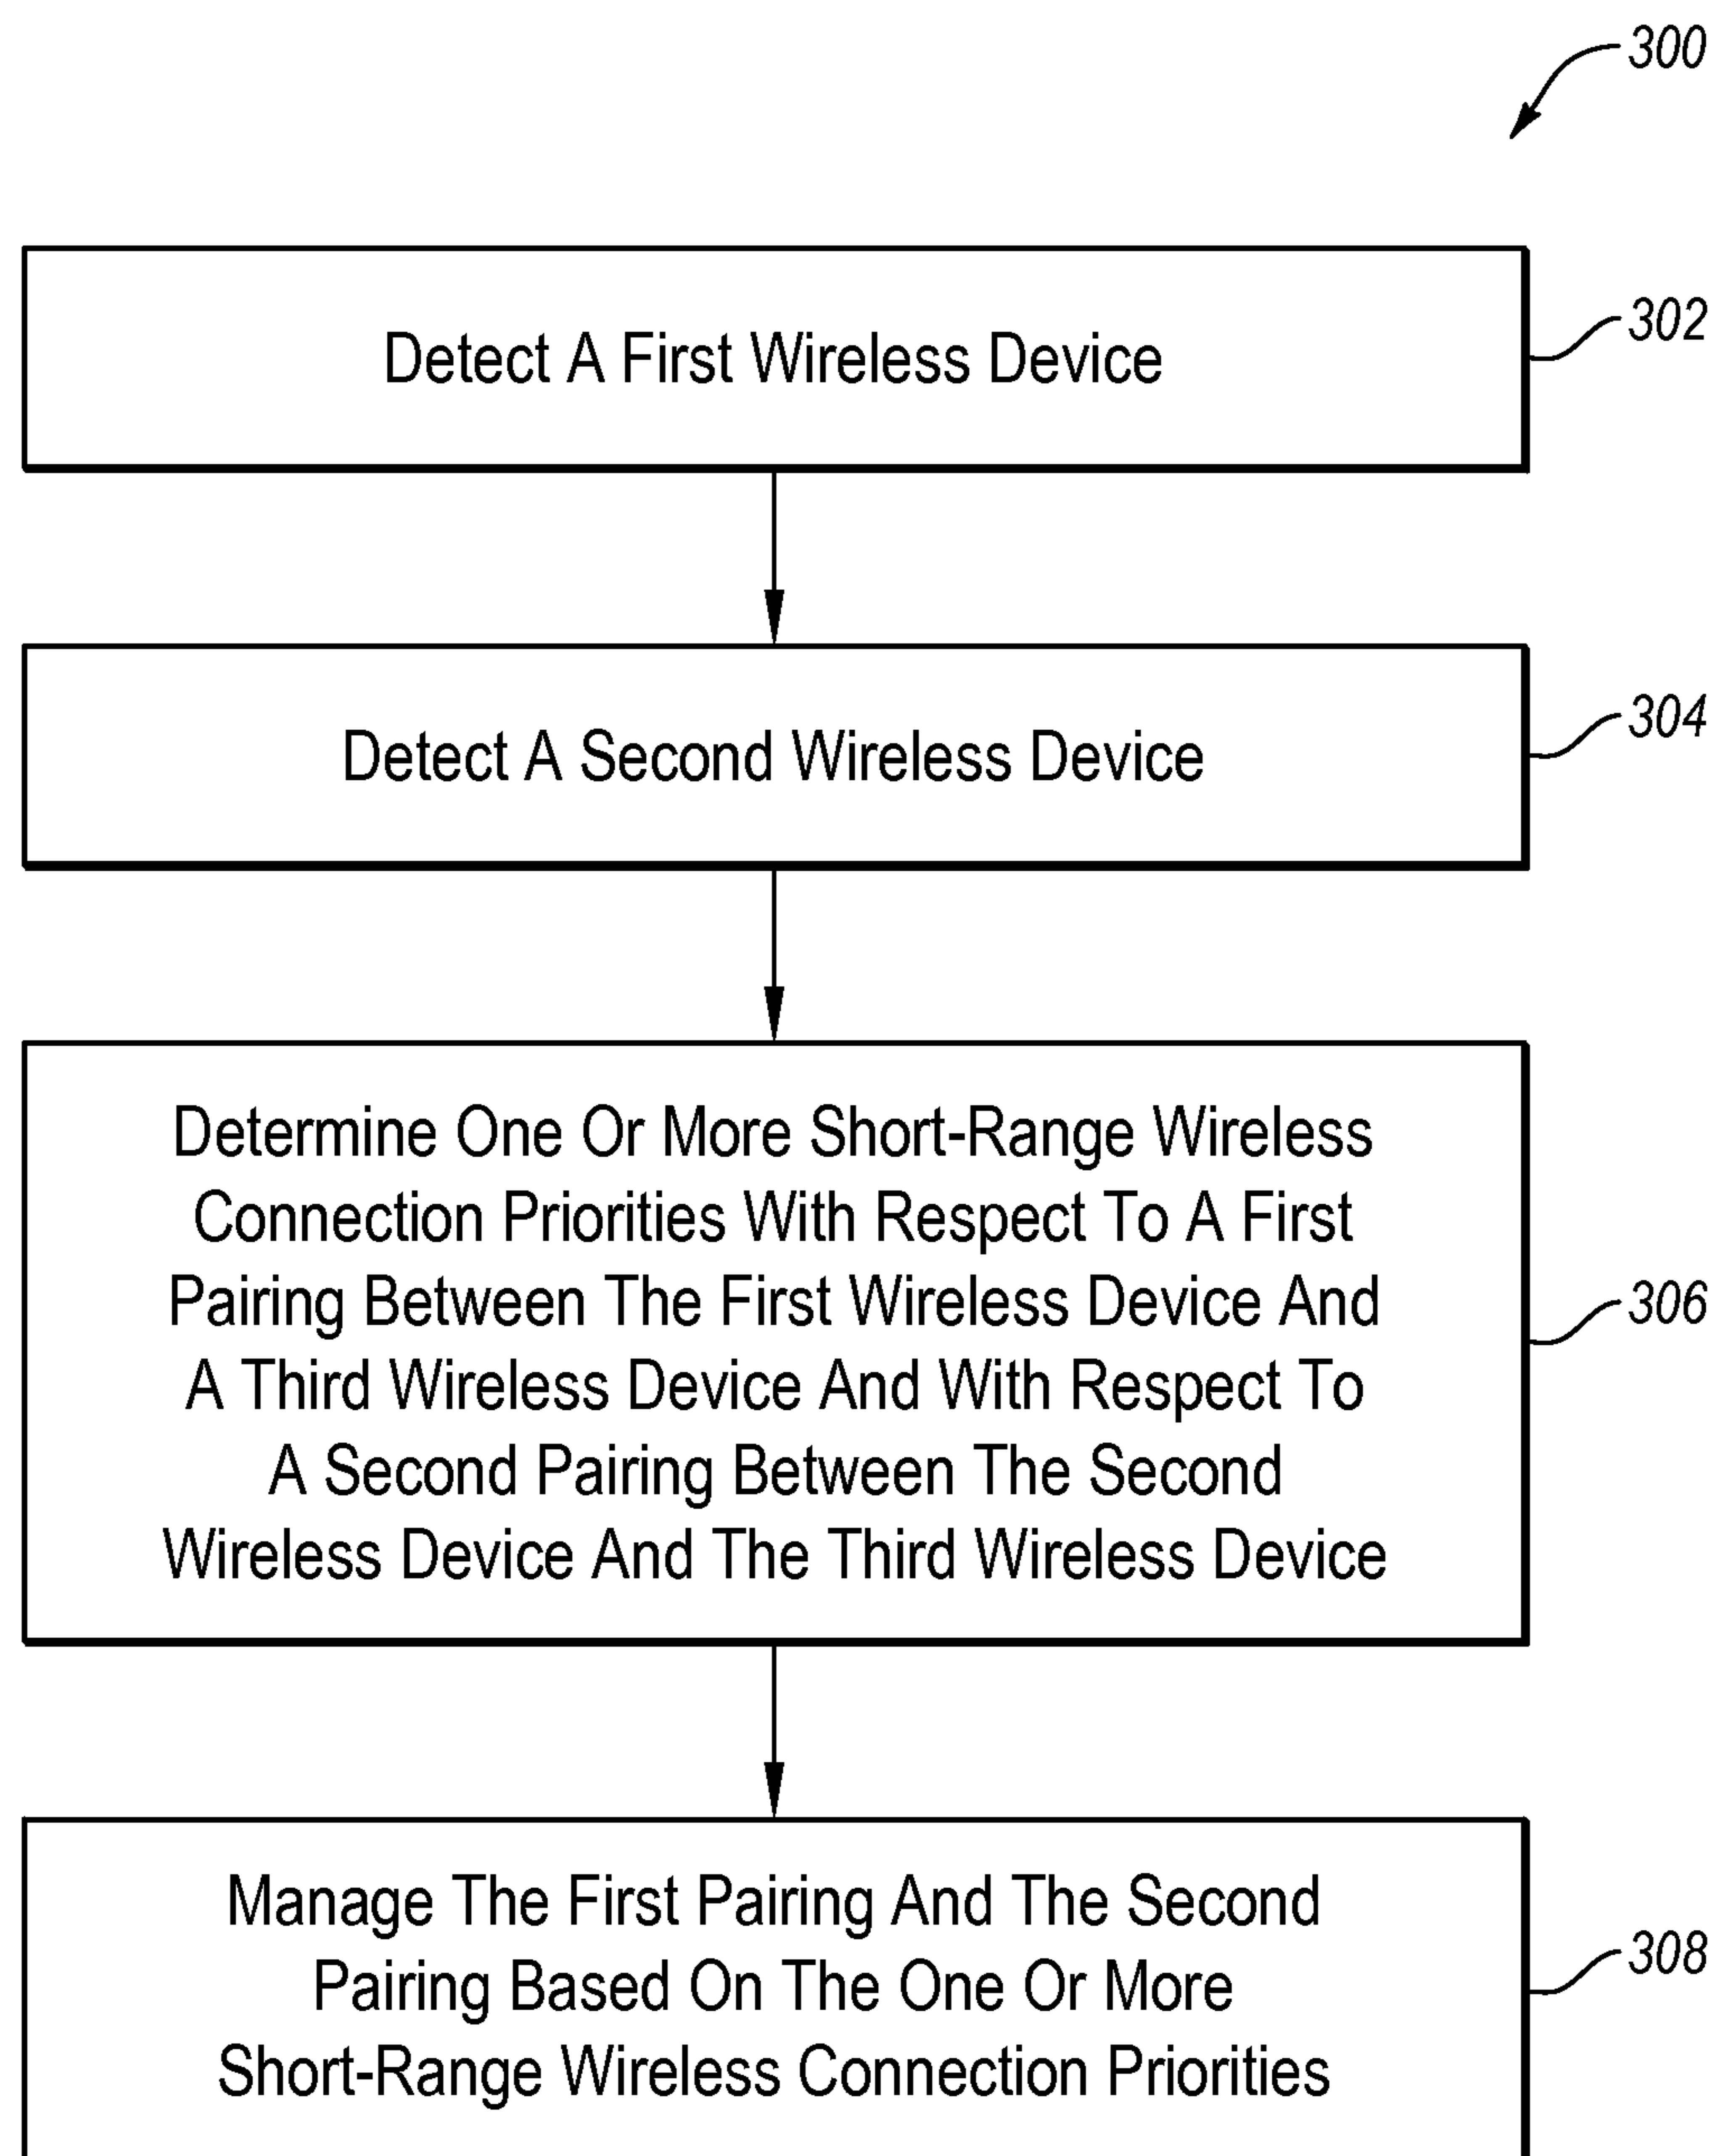 300
Detect A First Wireless Device
302
Detect A Second Wireless Device
304
Determine One Or More Short-Range Wireless
Connection Priorities With Respect To A First
Pairing Between The First Wireless Device And
A Third Wireless Device And With Respect To
A Second Pairing Between The Second
Wireless Device And The Third Wireless Device
306
Manage The First Pairing And The Second
Pairing Based On The One Or More
Short-Range Wireless Connection Priorities
308